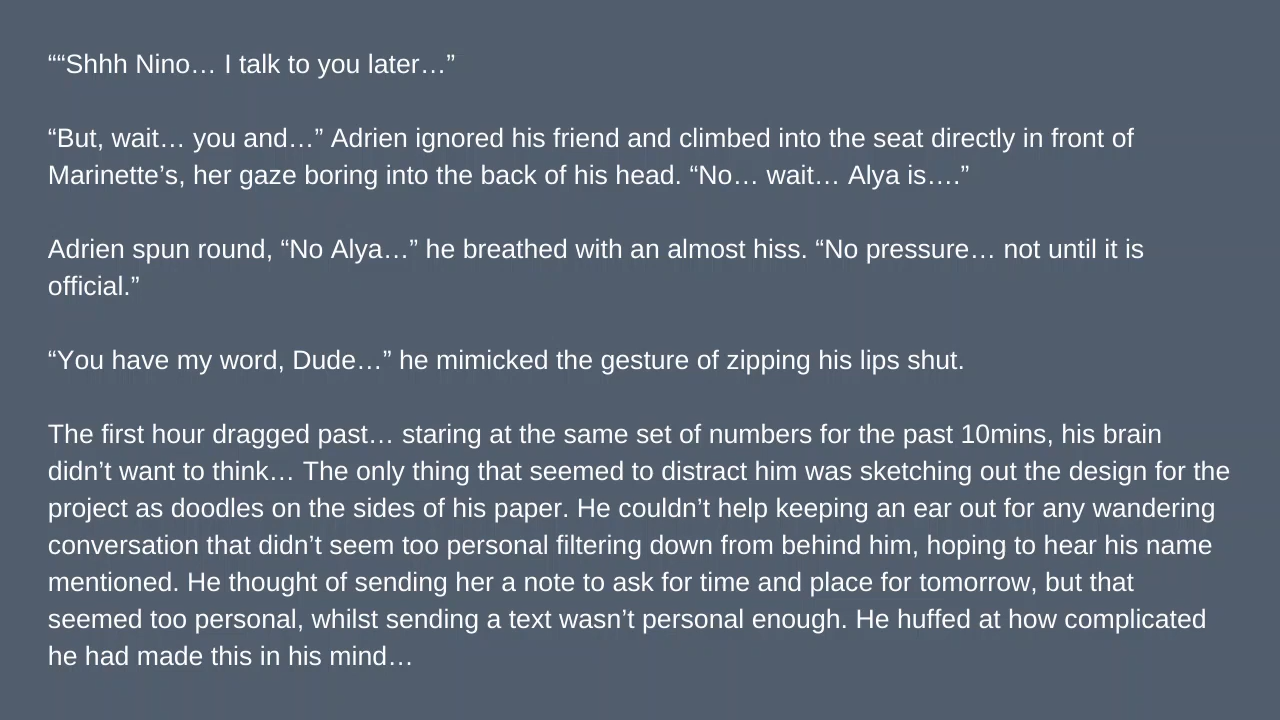 ““Shhh Nino… I talk to you later…”
“But, wait… you and…” Adrien ignored his friend and climbed into the seat directly in front of
Marinette’s, her gaze boring into the back of his head. “No… wait… Alya is….”
Adrien spun round, “No Alya…” he breathed with an almost hiss. “No pressure… not until it is
official.”
“You have my word, Dude…” he mimicked the gesture of zipping his lips shut.
The first hour dragged past… staring at the same set of numbers for the past 10mins, his brain
didn’t want to think… The only thing that seemed to distract him was sketching out the design for the
project as doodles on the sides of his paper. He couldn’t help keeping an ear out for any wandering
conversation that didn’t seem too personal filtering down from behind him, hoping to hear his name
mentioned. He thought of sending her a note to ask for time and place for tomorrow, but that
seemed too personal, whilst sending a text wasn’t personal enough. He huffed at how complicated
he had made this in his mind…